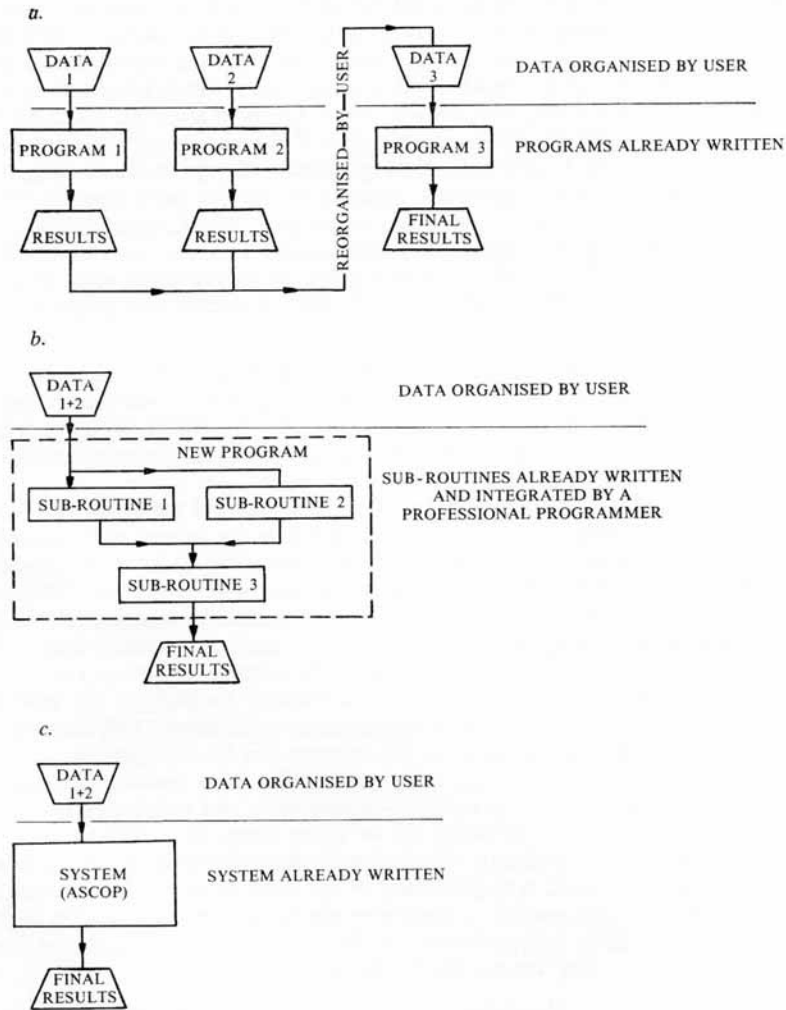 a.
DATA
1
DATA
2
DATA
3
DATA ORGANISED BY USER
REORGANISED—BY—USER
PROGRAM 1
PROGRAM 2
PROGRAM 3
PROGRAMS ALREADY WRITTEN
RESULTS
RESULTS
FINAL
RESULTS
b.
DATA
1+2
DATA ORGANISED BY USER
NEW PROGRAM
SUB-ROUTINE 1
SUB-ROUTINE 2
SUB-ROUTINES ALREADY WRITTEN
AND INTEGRATED BY A
PROFESSIONAL PROGRAMMER
SUB-ROUTINE 3
FINAL
RESULTS
c.
DATA
1+2
DATA ORGANISED BY USER
SYSTEM
(ASCOP)
SYSTEM ALREADY WRITTEN
FINAL
RESULTS